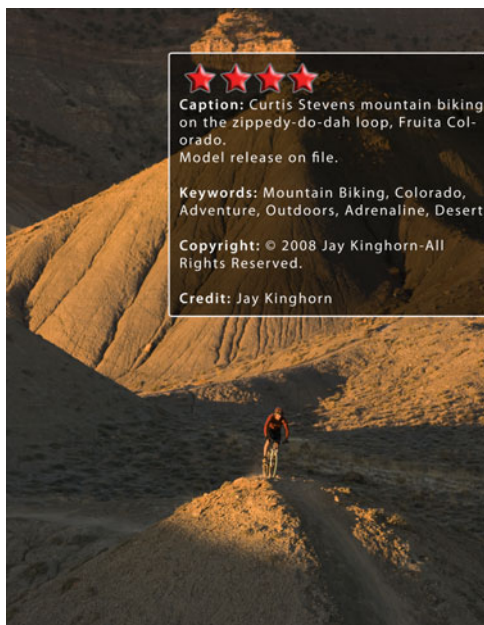 Caption: Curtis Stevens mountain biking
on the zippedy-do-dah loop, Fruita Col-
orado.
Model release on file.
Keywords: Mountain Biking, Colorado,
Adventure, Outdoors, Adrenaline, Desert
Copyright: © 2008 Jay Kinghorn-All
Rights Reserved.
Credit: Jay Kinghorn